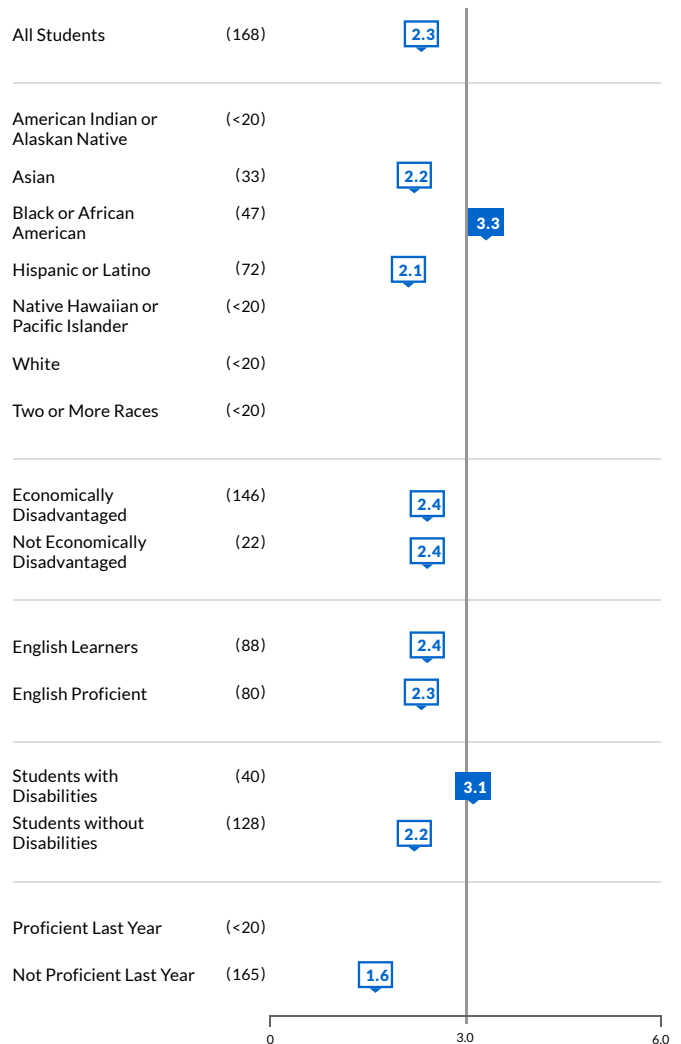 All Students (168) 2.3
American Indian or (<20)
Alaskan Native
Asian (33) 2.2
Black or African (47) 3.3
American
Hispanic or Latino (72) 2.1
Native Hawaiian or (<20)
Pacific Islander
White (<20)
Two or More Races (<20)
Economically (146) 2.4
Disadvantaged
Not Economically (22) 2.4
Disadvantaged
English Learners (88) 2.4
English Proficient (80) 2.3
Students with (40) 3.1
Disabilities
Students without (128) 2.2
Disabilities
Proficient Last Year (<20)
Not Proficient Last Year (165) 1.6
0 3.0 6.0